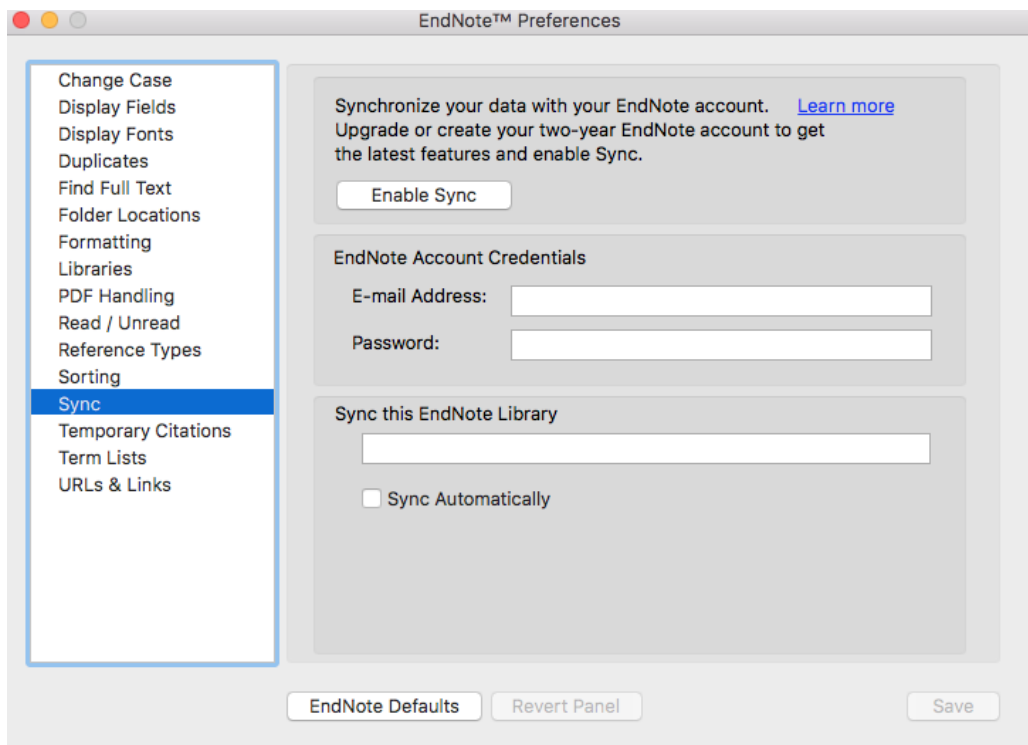 EndNote™ Preferences
Change Case
Display Fields
Display Fonts
Duplicates
Find Full Text
Folder Locations
Formatting
Libraries
PDF Handling
Read / Unread
Reference Types
Sorting
Sync
Temporary Citations
Term Lists
URLs & Links
Synchronize your data with your EndNote account. Learn more
Upgrade or create your two-year EndNote account to get
the latest features and enable Sync.
Enable Sync
EndNote Account Credentials
E-mail Address:
Password:
Sync this EndNote Library
Sync Automatically
EndNote Defaults
Revert Panel
Save